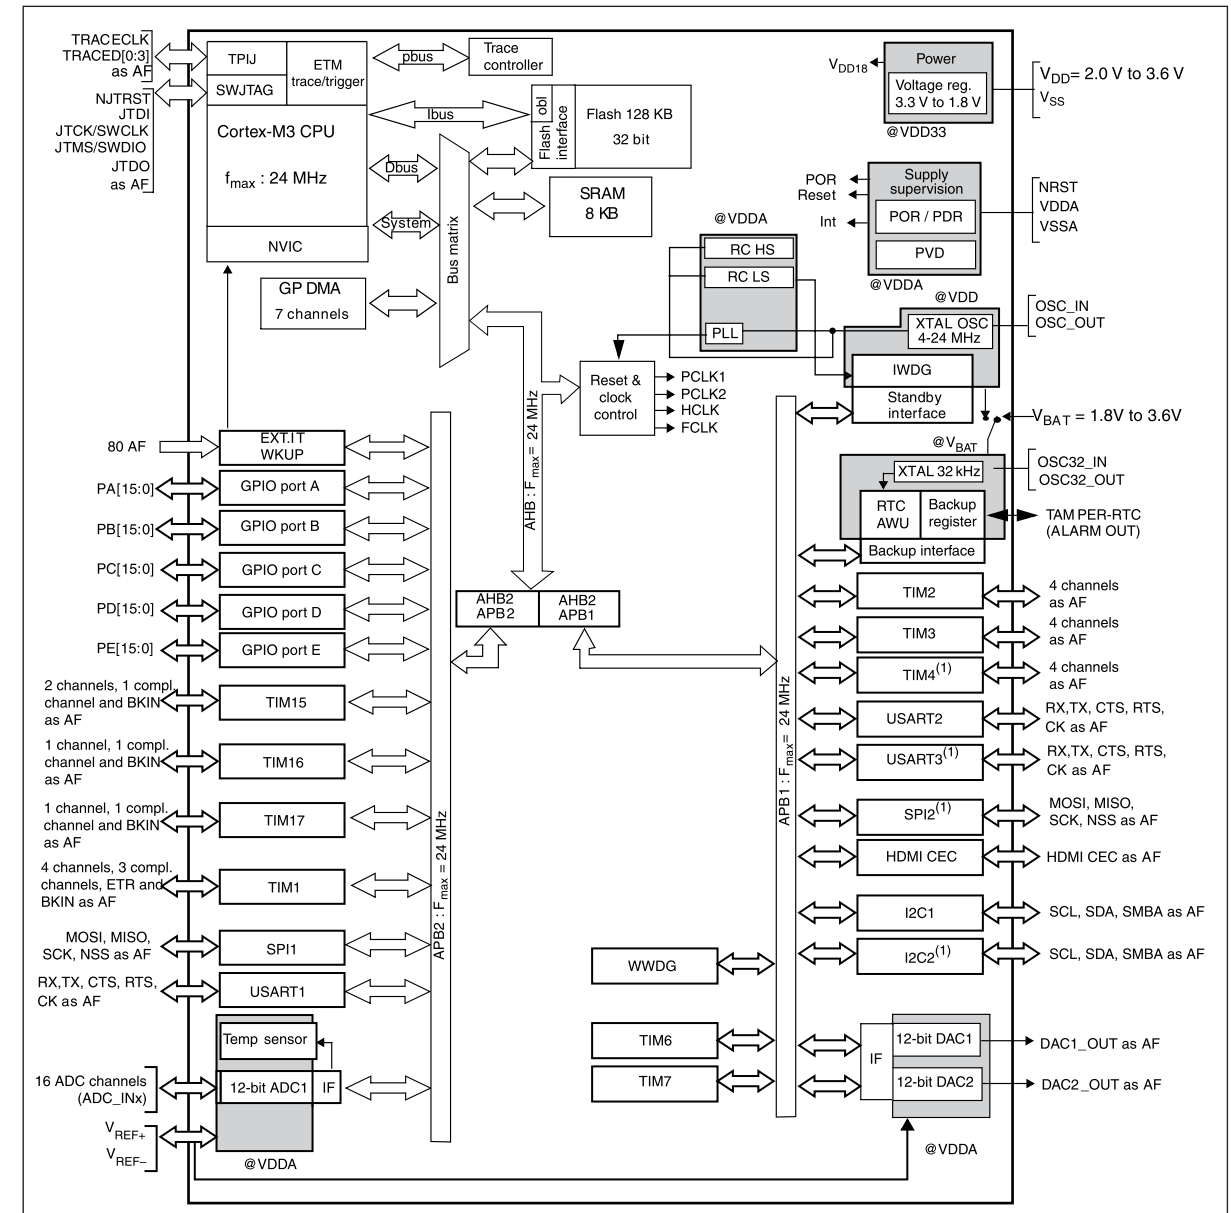 TRACECLK
TRACED[0:3]
as AF
NJTRST
JTDI
JTCK/SWCLK
JTMS/SWDIO
JTDO
as AF
TPIJ
SWJTAG
ETM
trace/trigger
Cortex-M3 CPU
fmax : 24 MHz
NVIC
GP DMA
7 channels
pbus
Ibus
Dbus
System
Bus matrix
Trace
controller
Flash obl
interface
Flash 128 KB
32 bit
SRAM
8 KB
VDD18
Power
Voltage reg.
3.3 V to 1.8 V
@VDD33
VDD= 2.0 V to 3.6 V
VSS
POR
Reset
Int
Supply
supervision
POR / PDR
PVD
@VDDA
NRST
VDDA
VSSA
@VDDA
RC HS
RC LS
PLL
@VDD
XTAL OSC
4-24 MHz
IWDG
Standby
interface
OSC_IN
OSC_OUT
Reset &
clock
control
PCLK1
PCLK2
HCLK
FCLK
VBAT = 1.8V to 3.6V
@VBAT
XTAL 32 kHz
RTC
AWU
Backup
register
Backup interface
OSC32_IN
OSC32_OUT
TAMPER-RTC
(ALARM OUT)
AHB : Fmax= 24 MHz
AHB2
APB2
AHB2
APB1
80 AF
EXT.IT
WKUP
PA[15:0]
GPIO port A
PB[15:0]
GPIO port B
PC[15:0]
GPIO port C
PD[15:0]
GPIO port D
PE[15:0]
GPIO port E
2 channels, 1 compl.
channel and BKIN
as AF
TIM15
1 channel, 1 compl.
channel and BKIN
as AF
TIM16
1 channel, 1 compl.
channel and BKIN
as AF
TIM17
4 channels, 3 compl.
channels, ETR and
BKIN as AF
TIM1
MOSI, MISO,
SCK, NSS as AF
SPI1
RX,TX, CTS, RTS,
CK as AF
USART1
Temp sensor
16 ADC channels
(ADC_INx)
12-bit ADC1
IF
VREF+
VREF–
@VDDA
APB2 : Fmax = 24 MHz
APB1 : Fmax= 24 MHz
TIM2
4 channels
as AF
TIM3
4 channels
as AF
TIM4(1)
4 channels
as AF
USART2
RX,TX, CTS, RTS,
CK as AF
USART3(1)
RX,TX, CTS, RTS,
CK as AF
SPI2(1)
MOSI, MISO,
SCK, NSS as AF
HDMI CEC
HDMI CEC as AF
I2C1
SCL, SDA, SMBA as AF
I2C2(1)
SCL, SDA, SMBA as AF
WWDG
TIM6
TIM7
IF
12-bit DAC1
DAC1_OUT as AF
12-bit DAC2
DAC2_OUT as AF
@VDDA